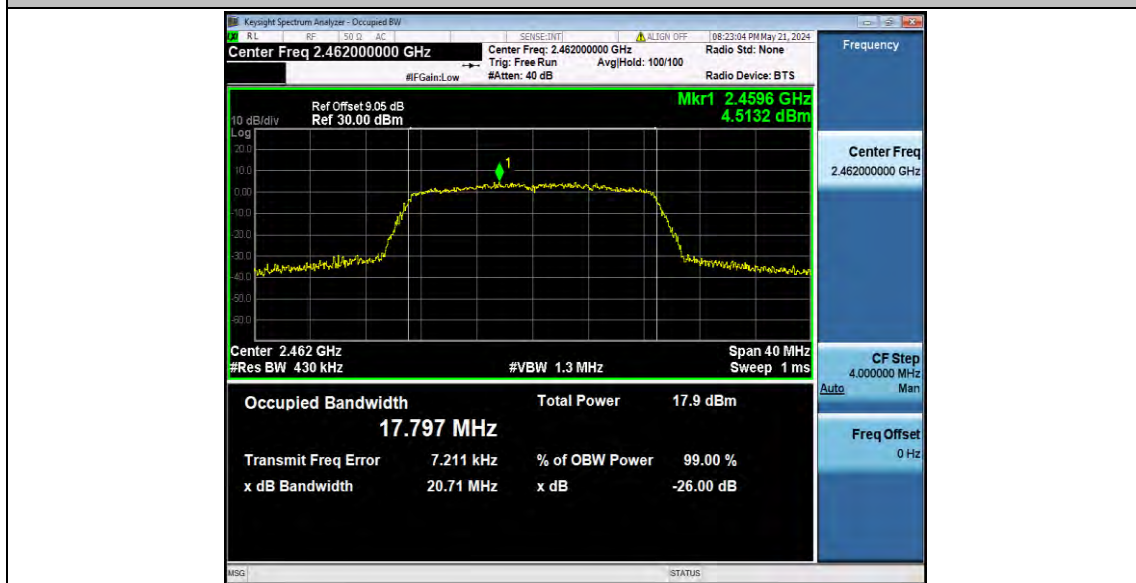 Keysight Spectrum Analyzer - Occupied BW
RL RF 50 Ω AC SENSE:INT ALIGN OFF 08:23:04 PM May 21, 2024
Center Freq 2.462000000 GHz
Center Freq: 2.462000000 GHz Radio Std: None
Trig: Free Run Avg|Hold: 100/100
#IFGain:Low #Atten: 40 dB Radio Device: BTS
Frequency
Mkr1 2.4596 GHz
4.5132 dBm
Ref Offset 9.05 dB
10 dB/div Ref 30.00 dBm
Log
20.0
10.0
0.00
-10.0
-20.0
-30.0
-40.0
-50.0
-60.0
1
Center 2.462 GHz Span 40 MHz
#Res BW 430 kHz #VBW 1.3 MHz Sweep 1 ms
Center Freq
2.462000000 GHz
CF Step
4.000000 MHz
Auto Man
Freq Offset
0 Hz
Occupied Bandwidth Total Power 17.9 dBm
17.797 MHz
Transmit Freq Error 7.211 kHz % of OBW Power 99.00 %
x dB Bandwidth 20.71 MHz x dB -26.00 dB
MSG STATUS